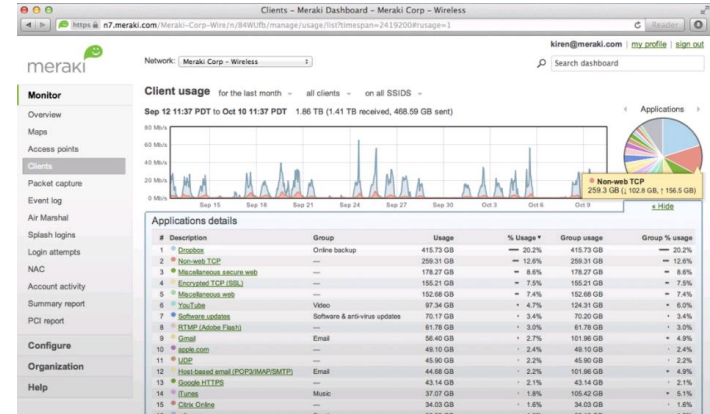 Clients – Meraki Dashboard – Meraki Corp – Wireless
https n7.meraki.com/Meraki-Corp-Wire/n/84WUfb/manage/usage/list?timespan=2419200#rusage=1
Reader
kiren@meraki.com my profile sign out
meraki
Network: Meraki Corp – Wireless
Search dashboard
Monitor
Overview
Maps
Access points
Clients
Packet capture
Event log
Air Marshal
Splash logins
Login attempts
NAC
Account activity
Summary report
PCI report
Configure
Organization
Help
Client usage for the last month all clients on all SSIDS
Sep 12 11:37 PDT to Oct 10 11:37 PDT 1.86 TB (1.41 TB received, 468.59 GB sent)
Applications
80 Mb/s
60 Mb/s
40 Mb/s
20 Mb/s
0 Mb/s
Sep 15 Sep 18 Sep 21 Sep 24 Sep 27 Sep 30 Oct 3 Oct 6 Oct 9
Non-web TCP
259.3 GB (↓ 102.8 GB, ↑ 156.5 GB)
« Hide
Applications details
# Description Group Usage % Usage ▼ Group usage Group % usage
1 Dropbox Online backup 415.73 GB 20.2% 415.73 GB 20.2%
2 Non-web TCP — 259.31 GB 12.6% 259.31 GB 12.6%
3 Miscellaneous secure web — 178.27 GB 8.6% 178.27 GB 8.6%
4 Encrypted TCP (SSL) — 155.21 GB 7.5% 155.21 GB 7.5%
5 Miscellaneous web — 152.68 GB 7.4% 152.68 GB 7.4%
6 YouTube Video 97.34 GB 4.7% 124.31 GB 6.0%
7 Software updates Software & anti-virus updates 70.17 GB 3.4% 70.20 GB 3.4%
8 RTMP (Adobe Flash) — 61.78 GB 3.0% 61.78 GB 3.0%
9 Gmail Email 56.40 GB 2.7% 101.98 GB 4.9%
10 apple.com — 49.10 GB 2.4% 49.10 GB 2.4%
11 UDP — 45.90 GB 2.2% 45.90 GB 2.2%
12 Host-based email (POP3/IMAP/SMTP) Email 44.68 GB 2.2% 101.98 GB 4.9%
13 Google HTTPS — 43.14 GB 2.1% 43.14 GB 2.1%
14 iTunes Music 37.07 GB 1.8% 105.42 GB 5.1%
15 Citrix Online — 34.03 GB 1.6% 34.03 GB 1.6%